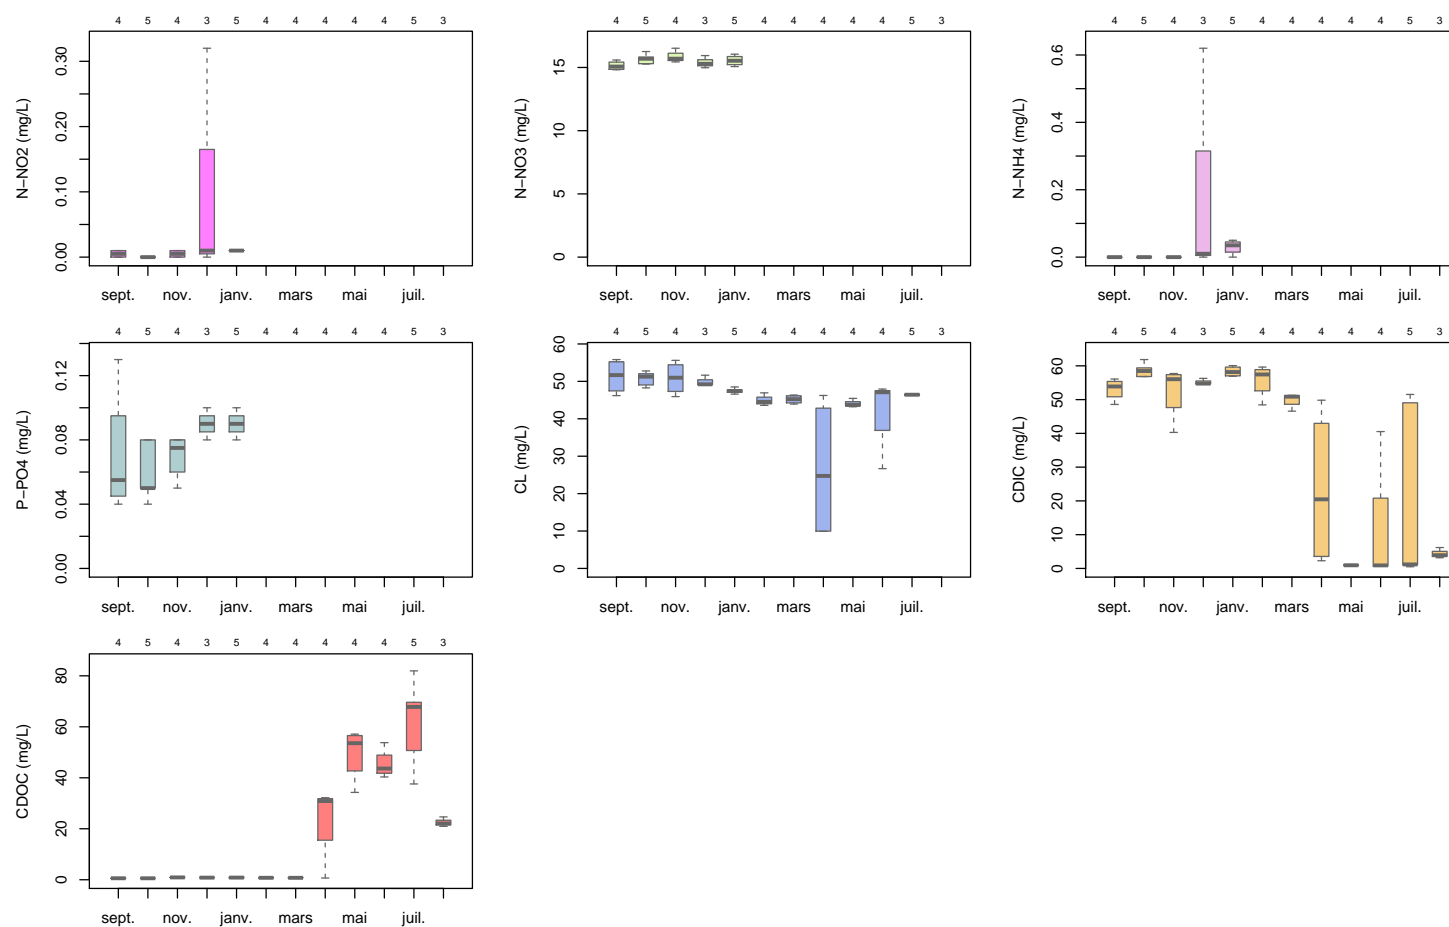 4 5 4 3 5 4 4 4 4 4 5 3
N−NO2 (mg/L)
0.00 0.10 0.20 0.30
sept. nov. janv. mars mai juil.
4 5 4 3 5 4 4 4 4 4 5 3
N−NO3 (mg/L)
0 5 10 15
4 5 4 3 5 4 4 4 4 4 5 3
N−NH4 (mg/L)
0.0 0.2 0.4 0.6
sept. nov. janv. mars mai juil.
4 5 4 3 5 4 4 4 4 4 5 3
P−PO4 (mg/L)
0.00 0.04 0.08 0.12
sept. nov. janv. mars mai juil.
4 5 4 3 5 4 4 4 4 4 5 3
CL (mg/L)
0 10 20 30 40 50 60
sept. nov. janv. mars mai juil.
4 5 4 3 5 4 4 4 4 4 5 3
CDIC (mg/L)
0 10 20 30 40 50 60
sept. nov. janv. mars mai juil.
4 5 4 3 5 4 4 4 4 4 5 3
CDOC (mg/L)
0 20 40 60 80
sept. nov. janv. mars mai juil.